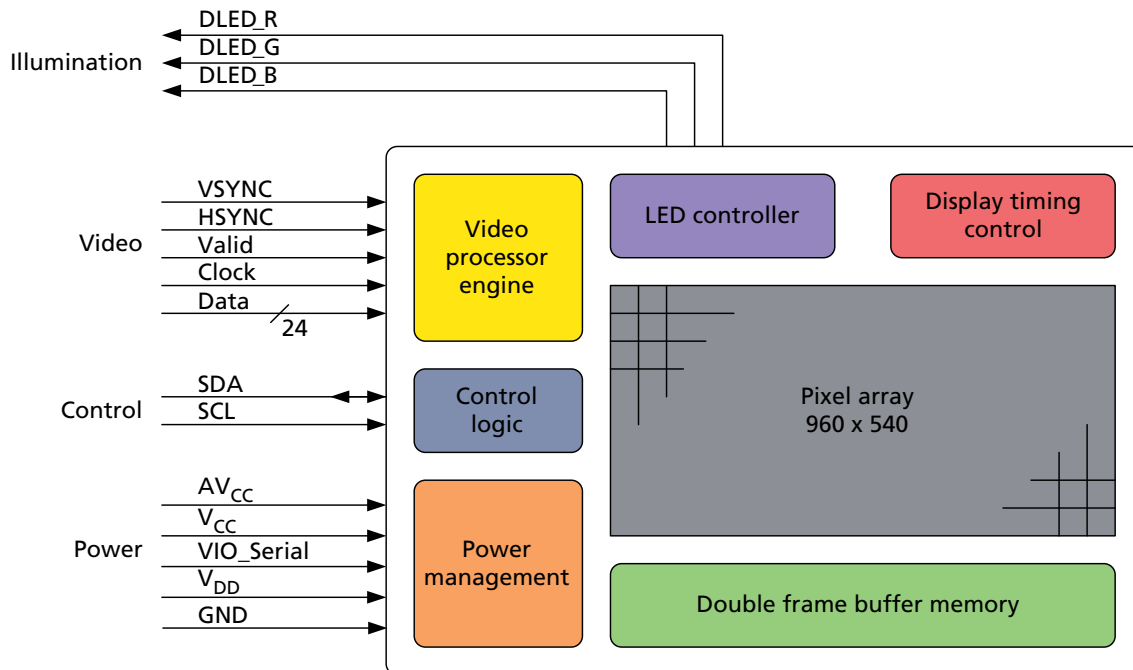 DLED_R
DLED_G
Illumination
DLED_B
VSYNC
HSYNC
Video
Valid
Clock
Data
24
Video
processor
engine
LED controller
Display timing
control
SDA
Control
SCL
Control
logic
Pixel array
960 x 540
AVCC
VCC
Power
VIO_Serial
VDD
GND
Power
management
Double frame buffer memory